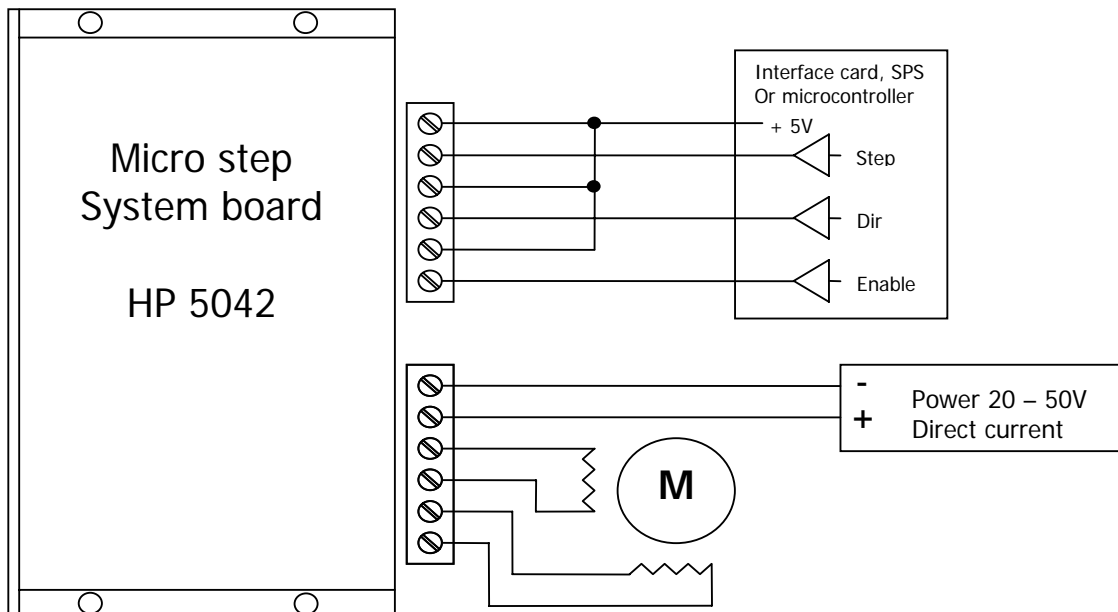 Micro step
System board
HP 5042
Interface card, SPS
Or microcontroller
+ 5V
Step
Dir
Enable
-
+
Power 20 – 50V
Direct current
M